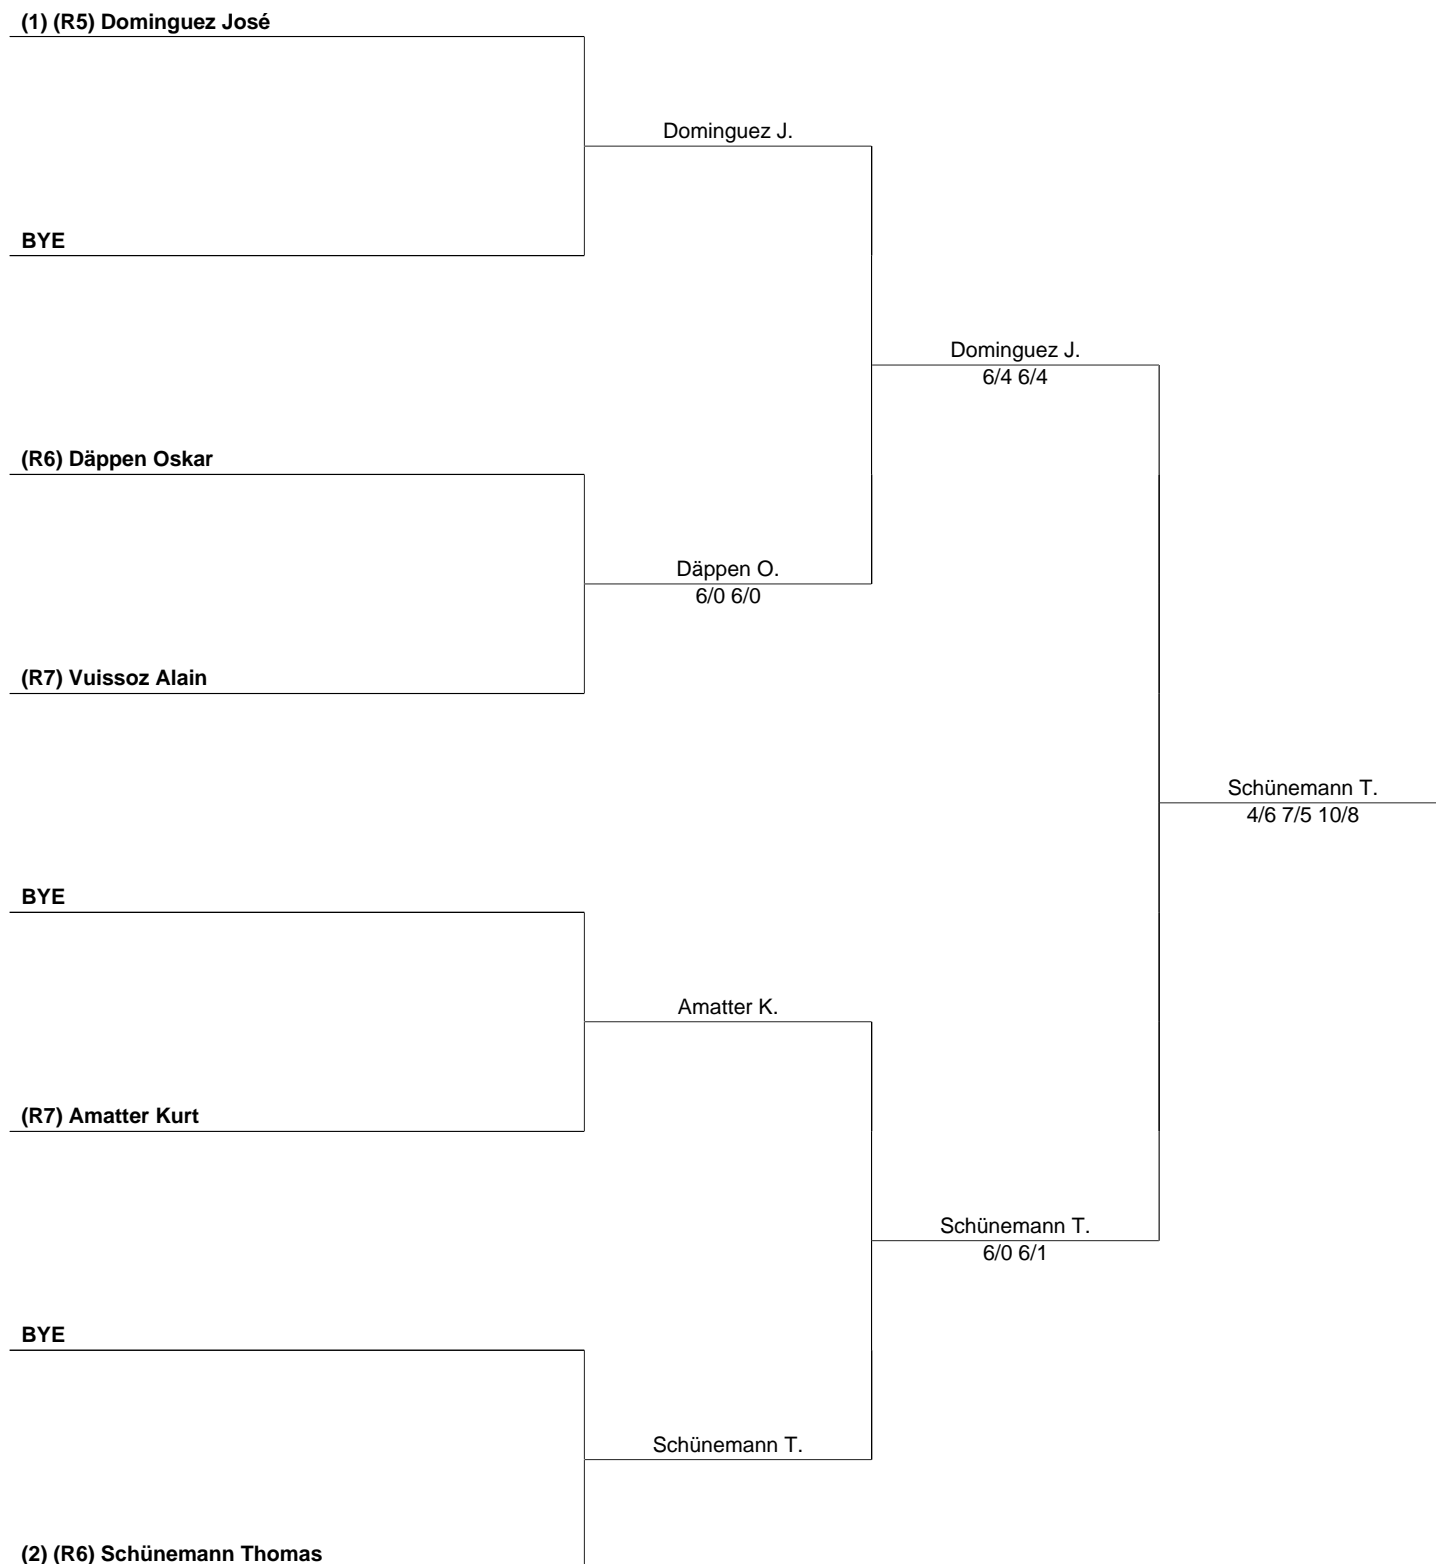 (1) (R5) Dominguez José
Dominguez J.
BYE
Dominguez J.
6/4 6/4
(R6) Däppen Oskar
Däppen O.
6/0 6/0
(R7) Vuissoz Alain
Schünemann T.
4/6 7/5 10/8
BYE
Amatter K.
(R7) Amatter Kurt
Schünemann T.
6/0 6/1
BYE
Schünemann T.
(2) (R6) Schünemann Thomas